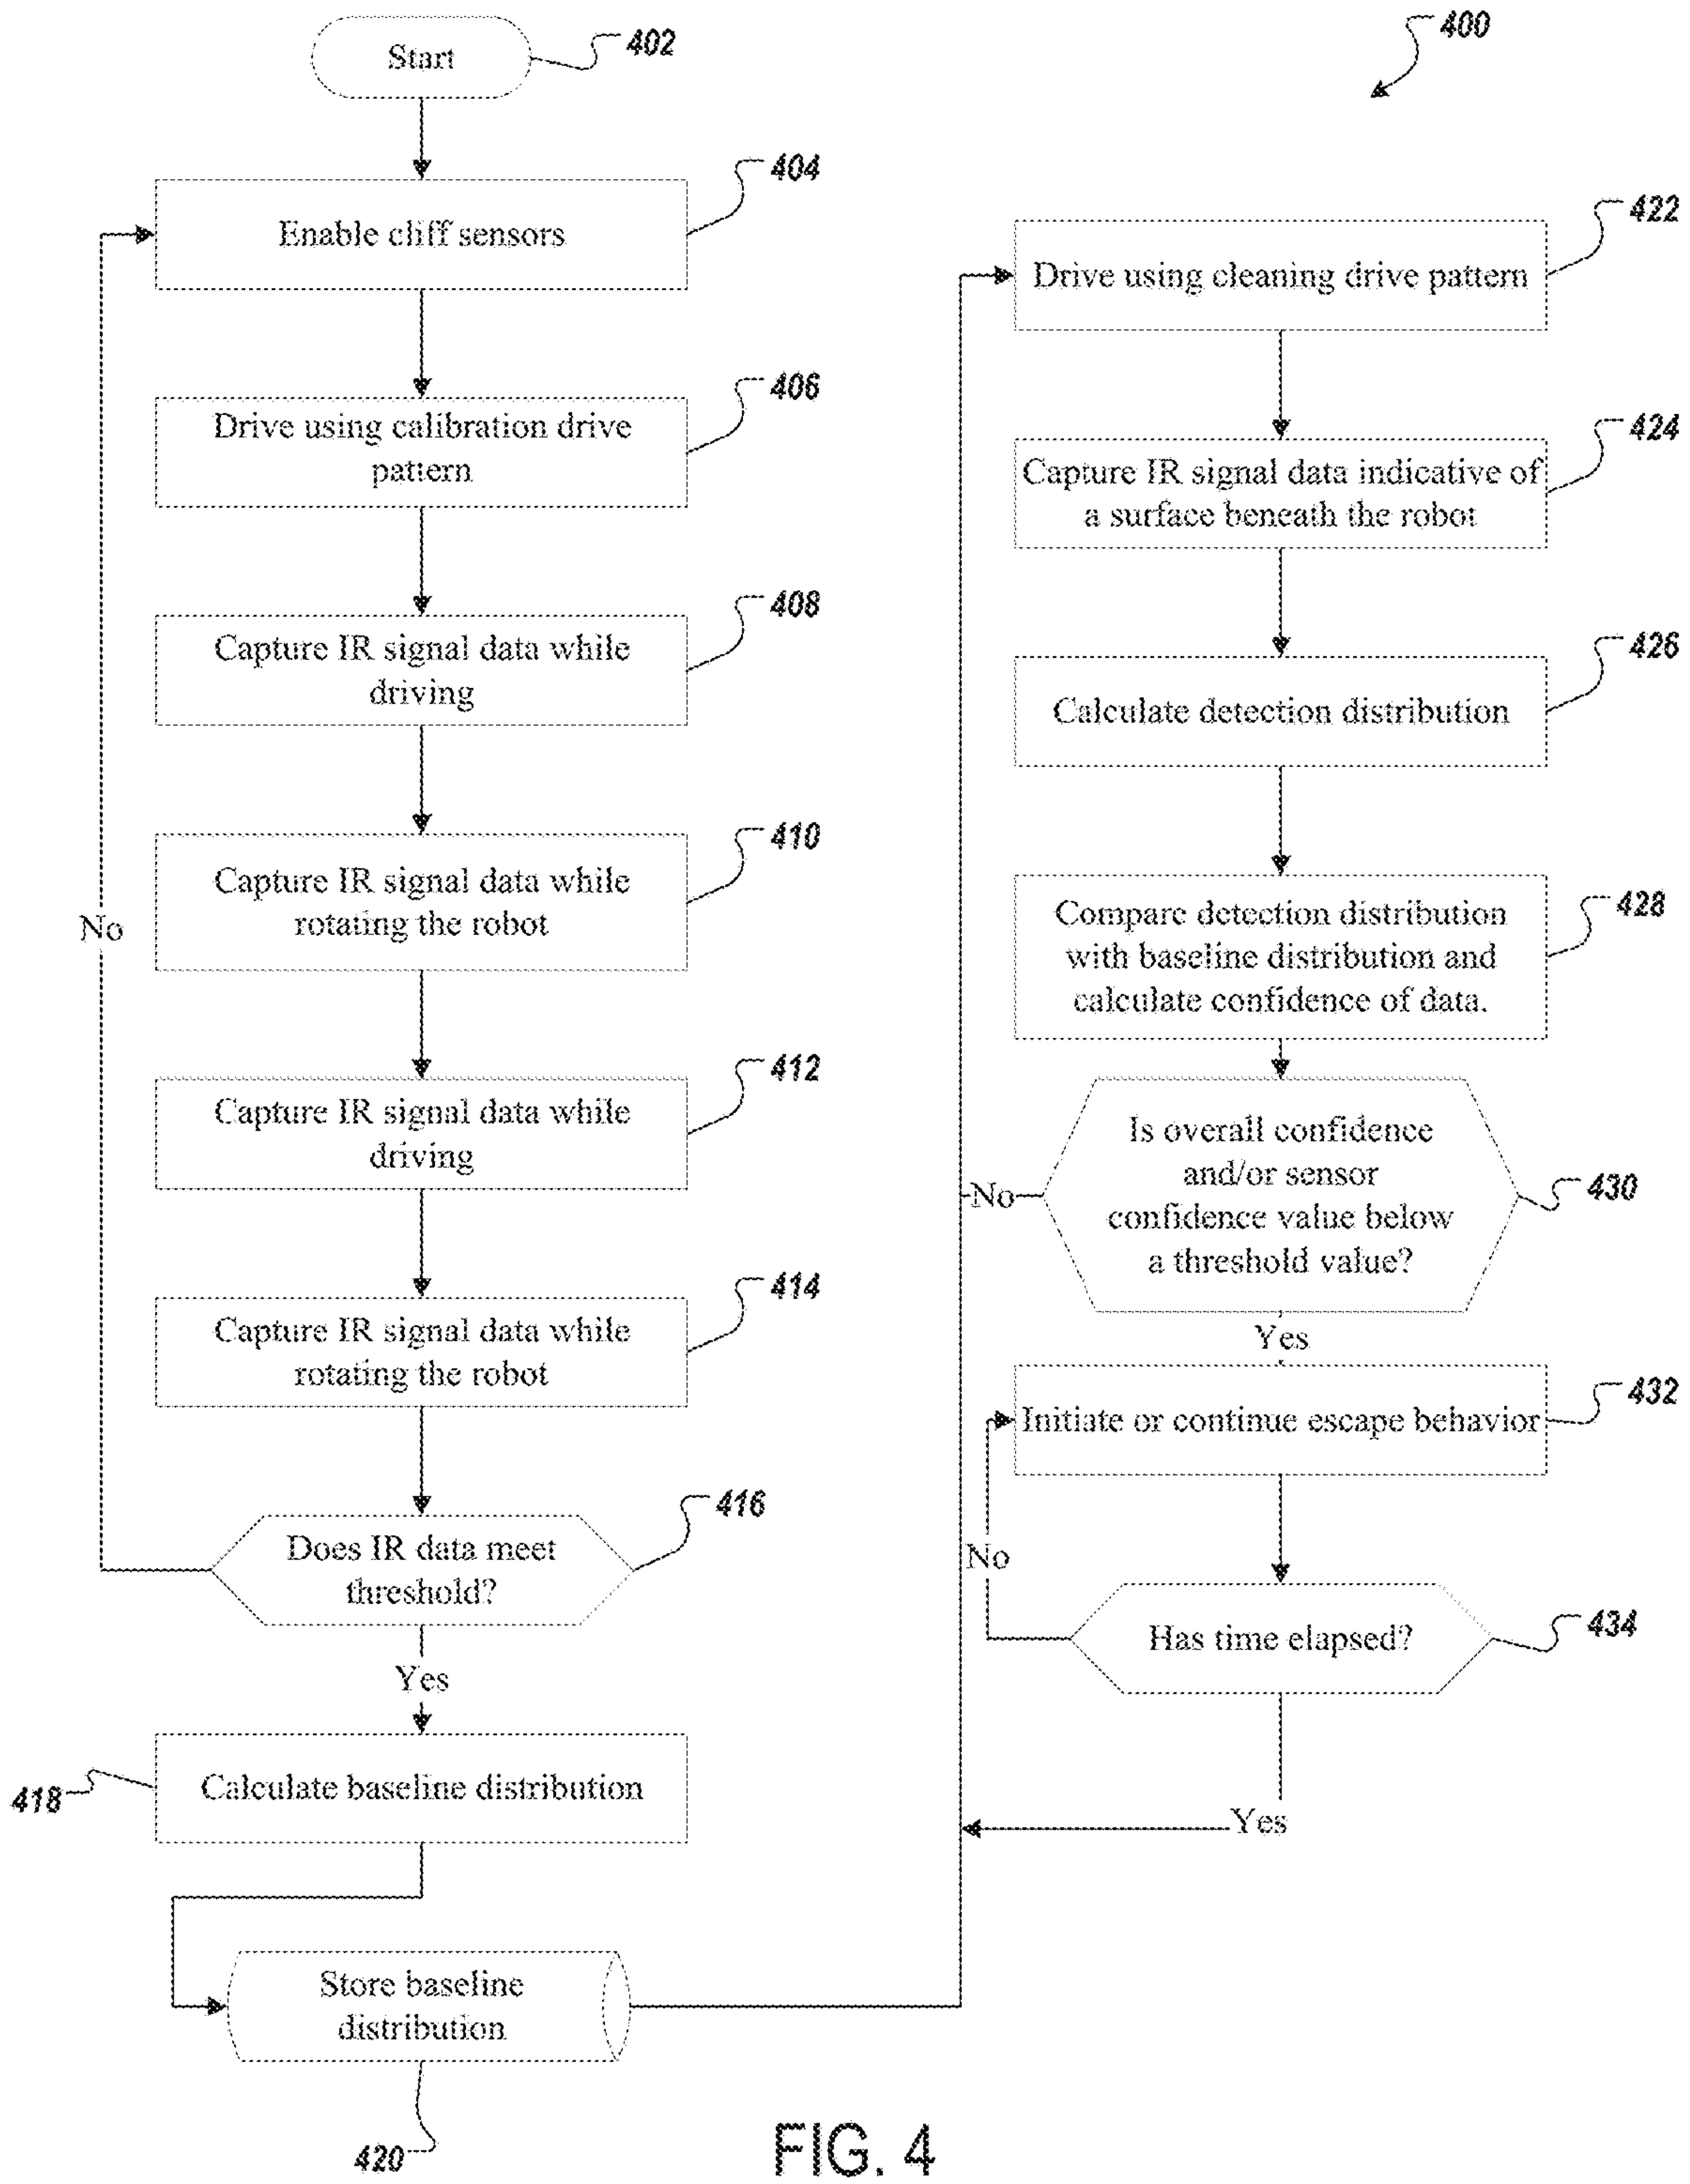 400
Start
402
Enable cliff sensors
404
Drive using calibration drive
pattern
406
Capture IR signal data while
driving
408
Capture IR signal data while
rotating the robot
410
Capture IR signal data while
driving
412
Capture IR signal data while
rotating the robot
414
Does IR data meet
threshold?
416
No
Yes
Calculate baseline distribution
418
Store baseline
distribution
420
Drive using cleaning drive pattern
422
Capture IR signal data indicative of
a surface beneath the robot
424
Calculate detection distribution
426
Compare detection distribution
with baseline distribution and
calculate confidence of data.
428
Is overall confidence
and/or sensor
confidence value below
a threshold value?
430
No
Yes
Initiate or continue escape behavior
432
No
Has time elapsed?
434
Yes
FIG. 4